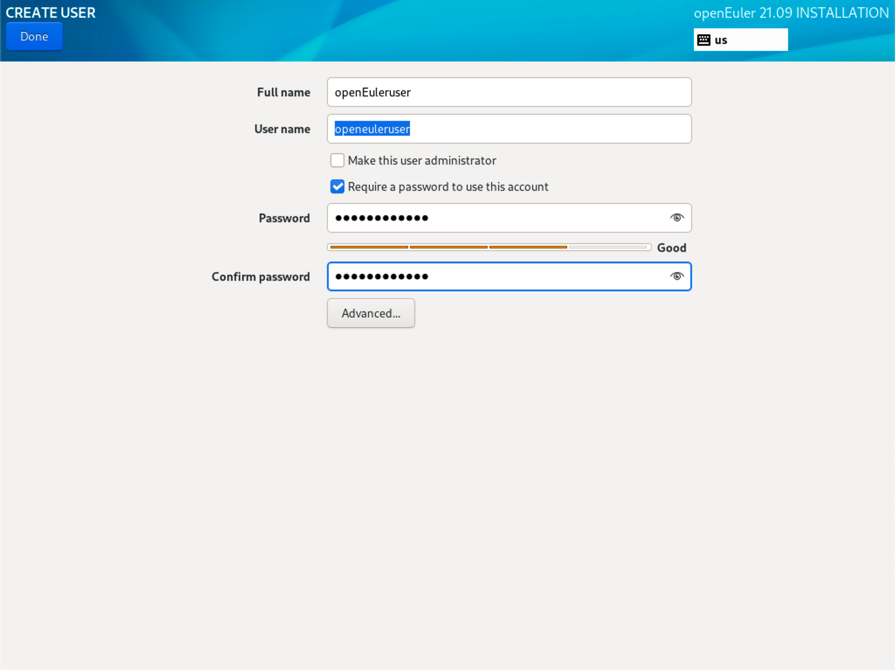 CREATE USER
openEuler 21.09 INSTALLATION
Done
us
Full name
openEuleruser
User name
openeuleruser
Make this user administrator
Require a password to use this account
Password
●●●●●●●●●●●●
Good
Confirm password
●●●●●●●●●●●●
Advanced...